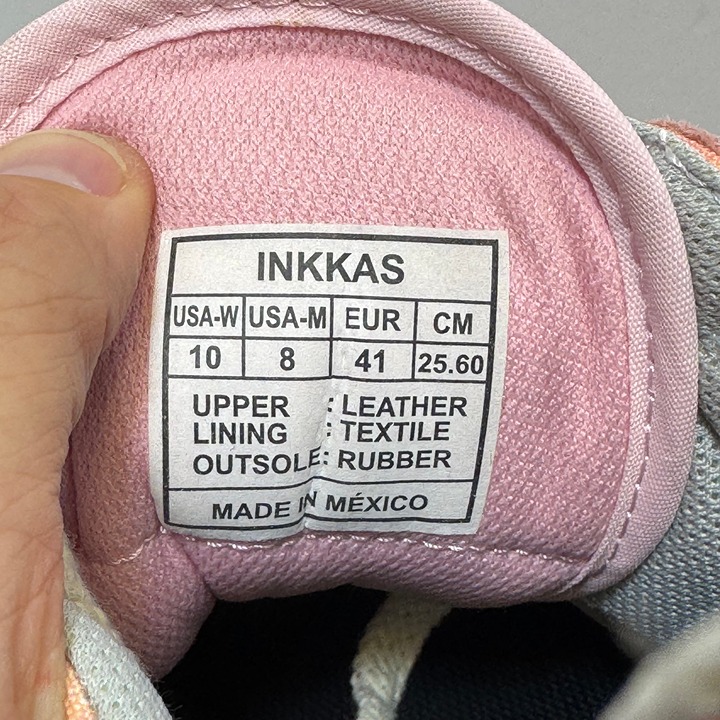 INKKAS
USA-W USA-M EUR CM
10 8 41 25.60
UPPER : LEATHER
LINING : TEXTILE
OUTSOLE: RUBBER
MADE IN MÉXICO